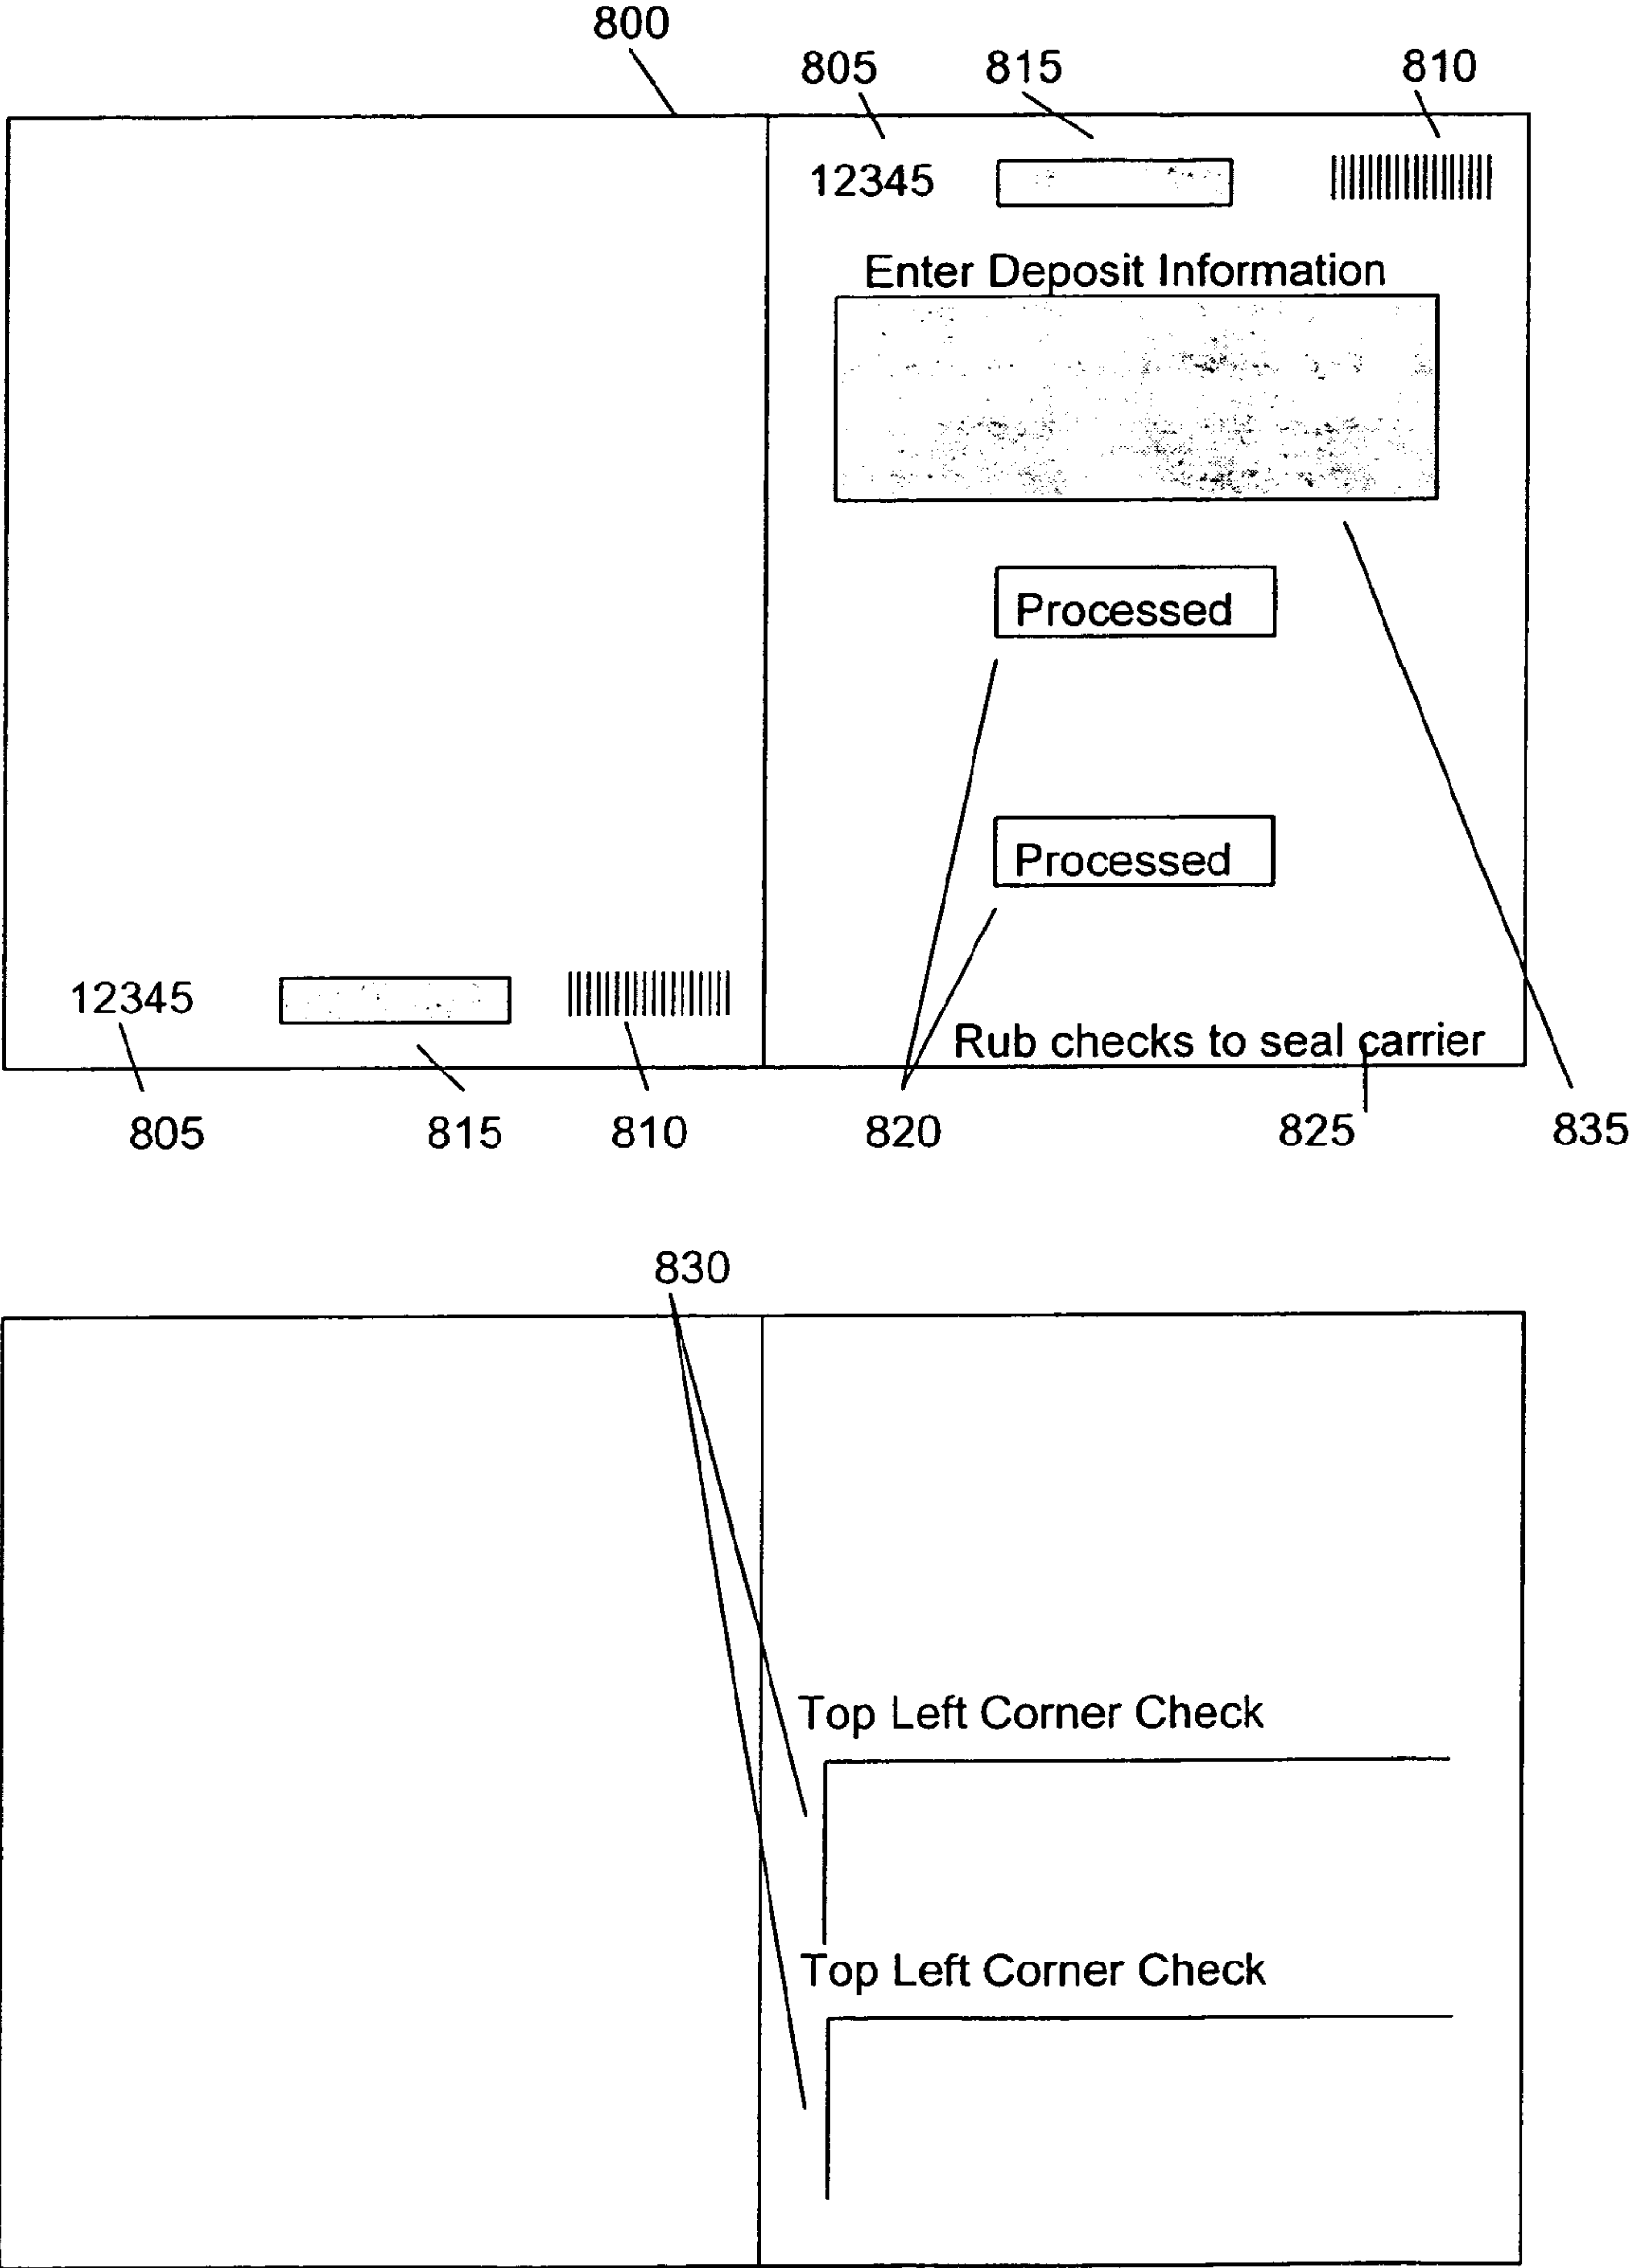 800
805 815 810
12345
Enter Deposit Information
Processed
Processed
12345
Rub checks to seal carrier
805 815 810 820 825 835
830
Top Left Corner Check
Top Left Corner Check